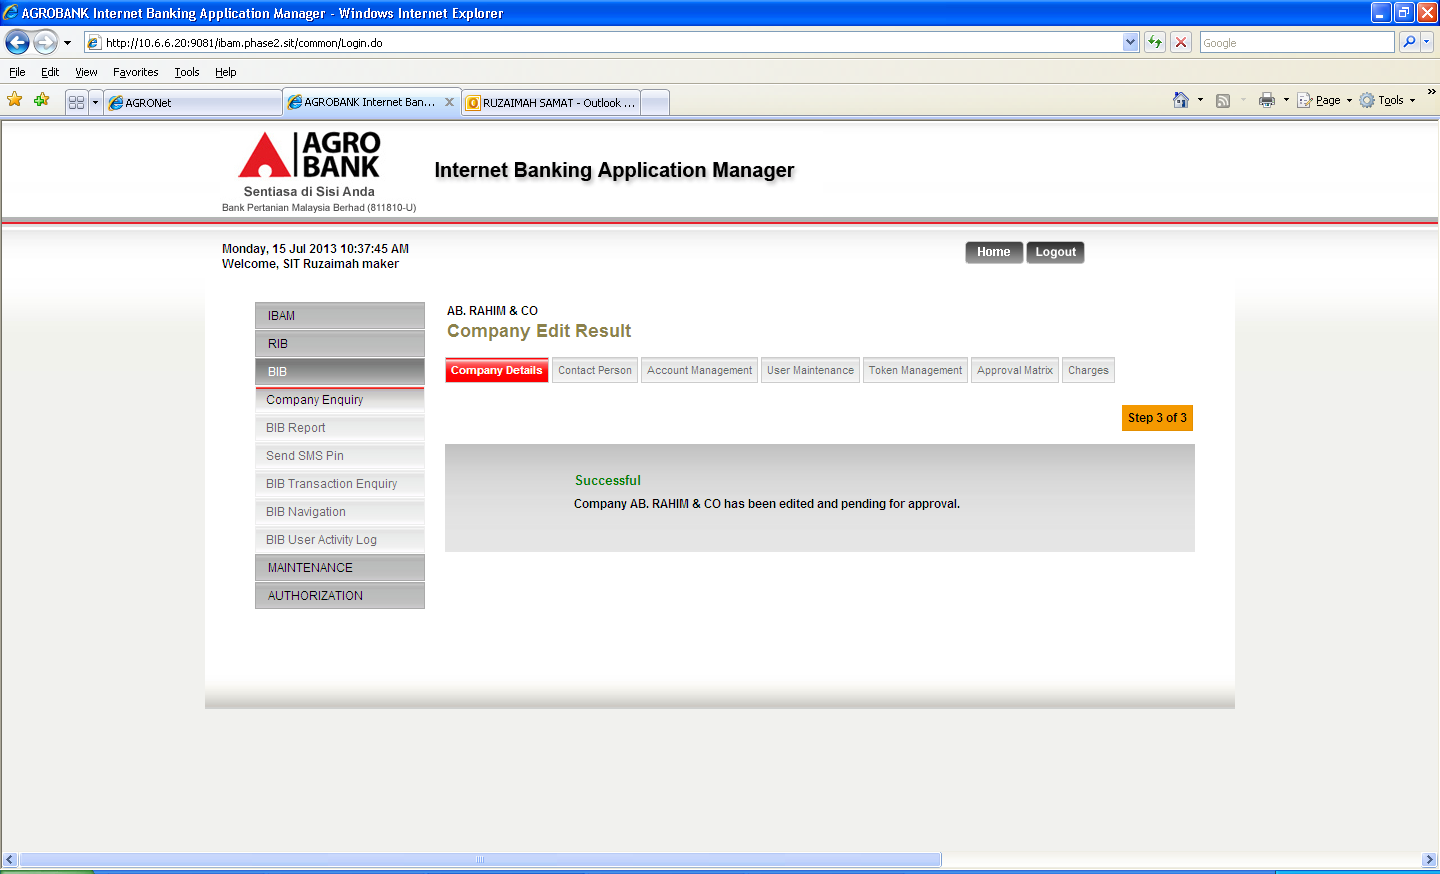 AGROBANK Internet Banking Application Manager - Windows Internet Explorer
http://10.6.6.20:9081/ibam.phase2.sit/common/Login.do
Google
File Edit View Favorites Tools Help
AGRONet
AGROBANK Internet Ban...
RUZAIMAH SAMAT - Outlook ...
Page Tools
AGRO
BANK
Sentiasa di Sisi Anda
Bank Pertanian Malaysia Berhad (811810-U)
Internet Banking Application Manager
Monday, 15 Jul 2013 10:37:45 AM
Welcome, SIT Ruzaimah maker
Home Logout
IBAM
RIB
BIB
Company Enquiry
BIB Report
Send SMS Pin
BIB Transaction Enquiry
BIB Navigation
BIB User Activity Log
MAINTENANCE
AUTHORIZATION
AB. RAHIM & CO
Company Edit Result
Company Details Contact Person Account Management User Maintenance Token Management Approval Matrix Charges
Step 3 of 3
Successful
Company AB. RAHIM & CO has been edited and pending for approval.